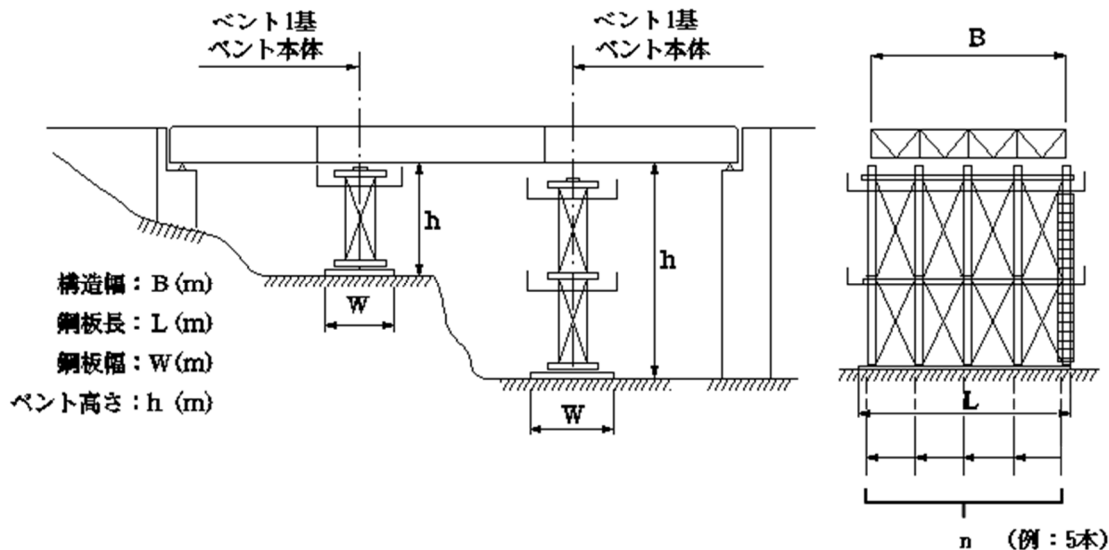 ベント1基
ベント本体
ベント1基
ベント本体
B
h
h
構造幅：B (m)
鋼板長：L (m)
鋼板幅：W (m)
ベント高さ：h (m)
W
W
L
n （例：5本）